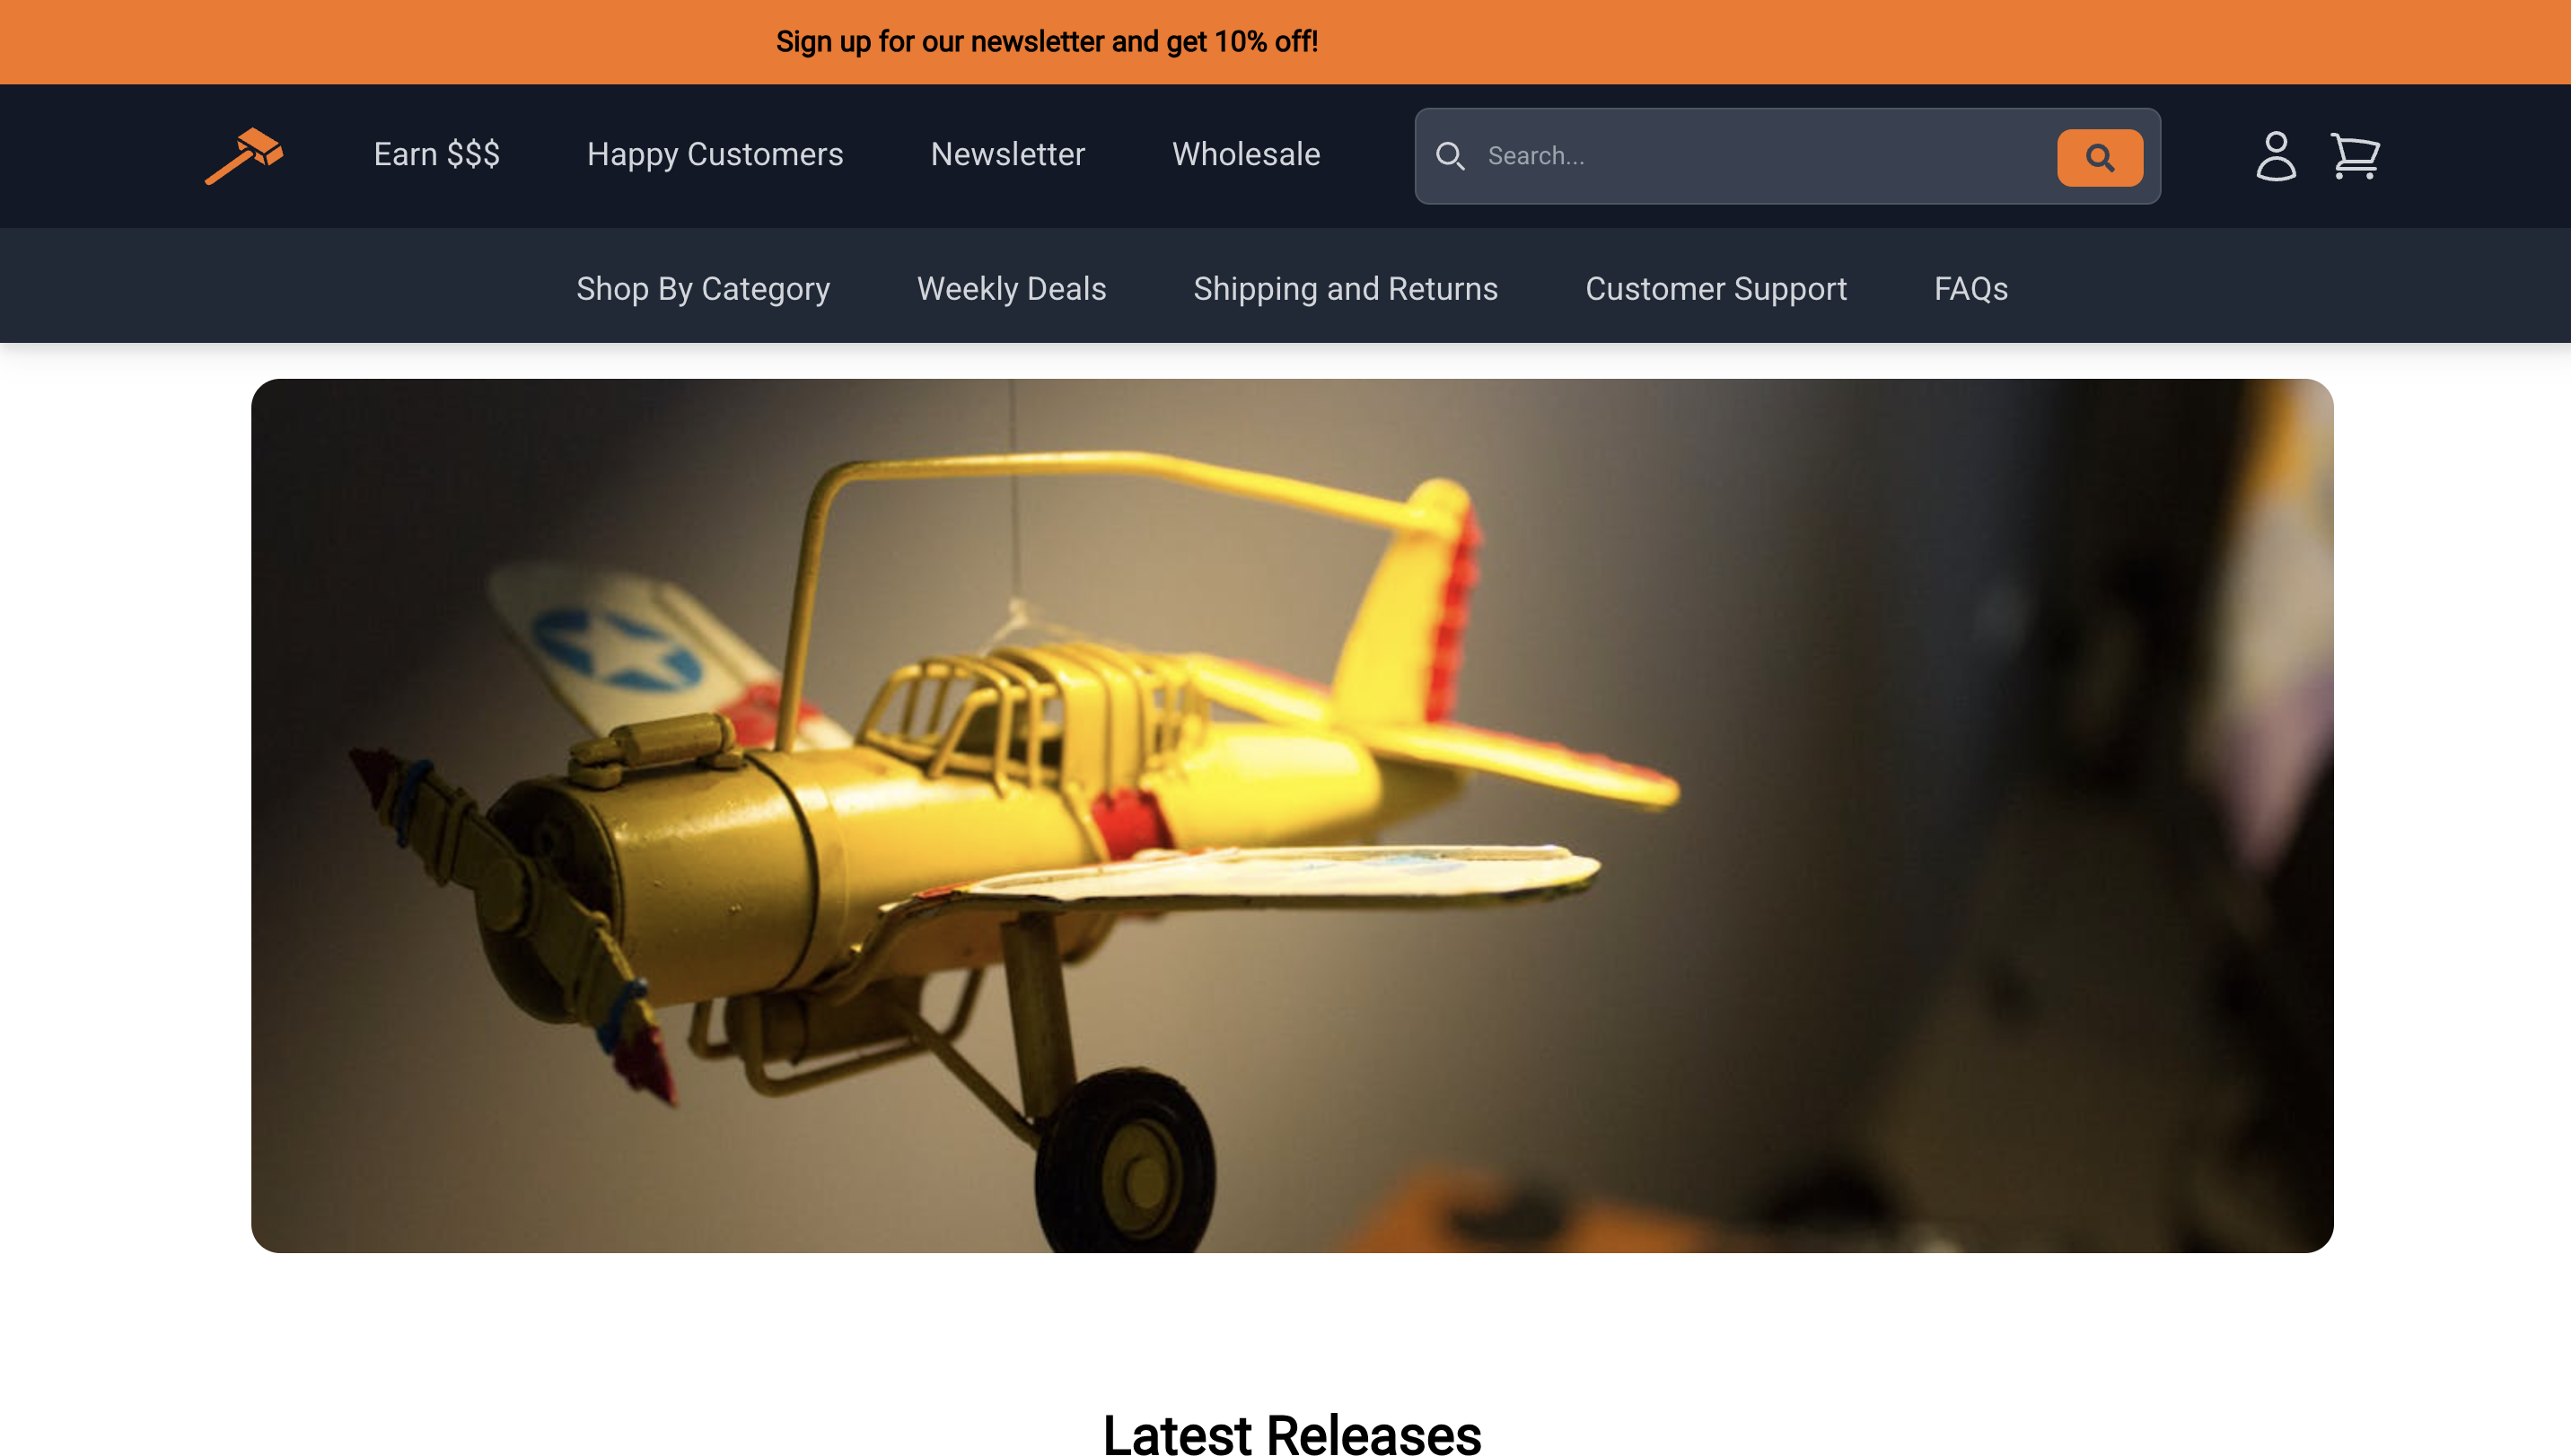 Sign up for our newsletter and get 10% off!
Earn $$$ Happy Customers Newsletter Wholesale Search...
Shop By Category Weekly Deals Shipping and Returns Customer Support FAQs
Latest Releases